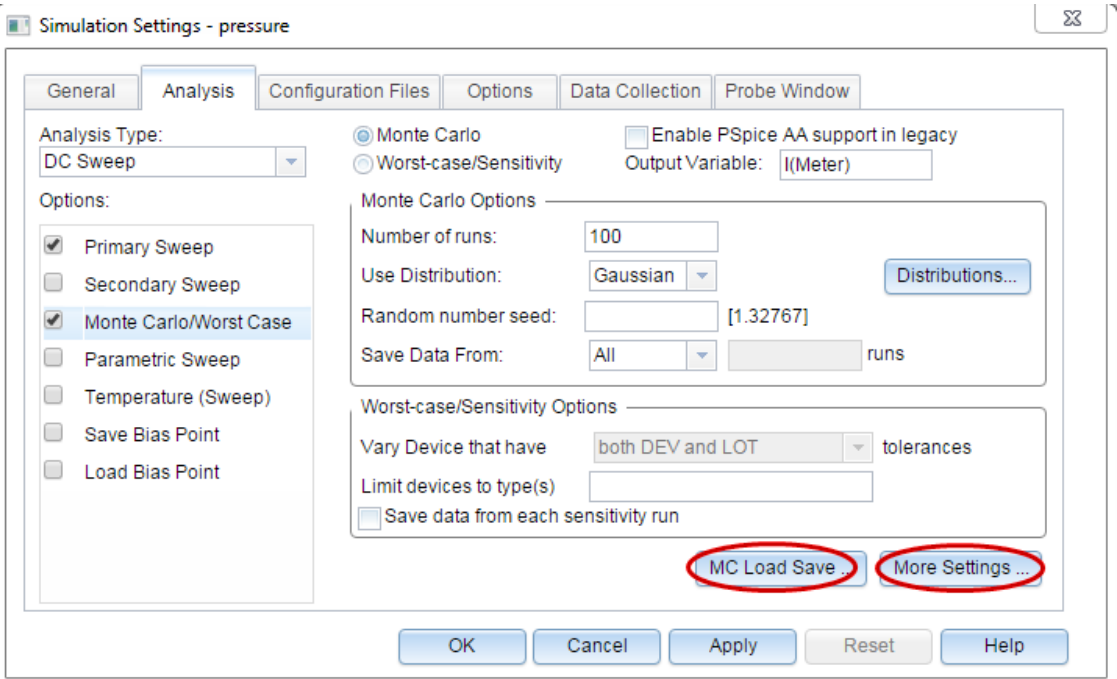 Simulation Settings - pressure
General Analysis Configuration Files Options Data Collection Probe Window
Analysis Type:
DC Sweep
Options:
Primary Sweep
Secondary Sweep
Monte Carlo/Worst Case
Parametric Sweep
Temperature (Sweep)
Save Bias Point
Load Bias Point
Monte Carlo
Enable PSpice AA support in legacy
Worst-case/Sensitivity
Output Variable: I(Meter)
Monte Carlo Options
Number of runs: 100
Use Distribution: Gaussian Distributions...
Random number seed: [1.32767]
Save Data From: All runs
Worst-case/Sensitivity Options
Vary Device that have both DEV and LOT tolerances
Limit devices to type(s)
Save data from each sensitivity run
MC Load Save ... More Settings ...
OK Cancel Apply Reset Help